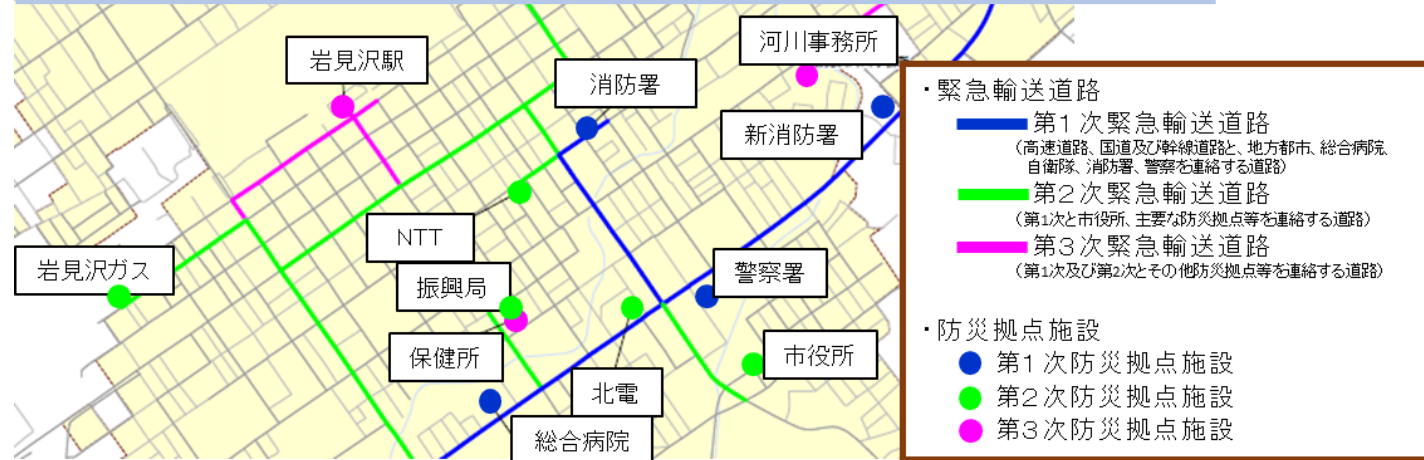 岩見沢駅
河川事務所
消防署
新消防署
NTT
岩見沢ガス
振興局
警察署
保健所
市役所
北電
総合病院
・緊急輸送道路
第1次緊急輸送道路
(高速道路、国道及び幹線道路と、地方都市、総合病院、
自衛隊、消防署、警察を連絡する道路)
第2次緊急輸送道路
(第1次と市役所、主要な防災拠点等を連絡する道路)
第3次緊急輸送道路
(第1次及び第2次とその他防災拠点等を連絡する道路)
・防災拠点施設
第1次防災拠点施設
第2次防災拠点施設
第3次防災拠点施設